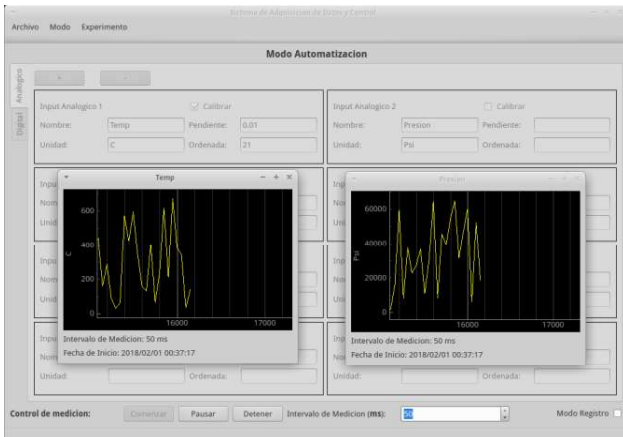 Sistema de Adquisicion de Datos y Control
Archivo Modo Experimento
Modo Automatizacion
Analogico
Digital
+ -
Input Analogico 1 Calibrar Input Analogico 2 Calibrar
Nombre: Temp Pendiente: 0.01 Nombre: Presion Pendiente:
Unidad: C Ordenada: 21 Unidad: Psi Ordenada:
Temp
600
400
200
0
C
16000 17000
Intervalo de Medicion: 50 ms
Fecha de Inicio: 2018/02/01 00:37:17
Presion
60000
40000
20000
0
Psi
16000 17000
Intervalo de Medicion: 50 ms
Fecha de Inicio: 2018/02/01 00:37:17
Unidad: Ordenada: Unidad: Ordenada:
Control de medicion: Comenzar Pausar Detener Intervalo de Medicion (ms): 50 Modo Registro